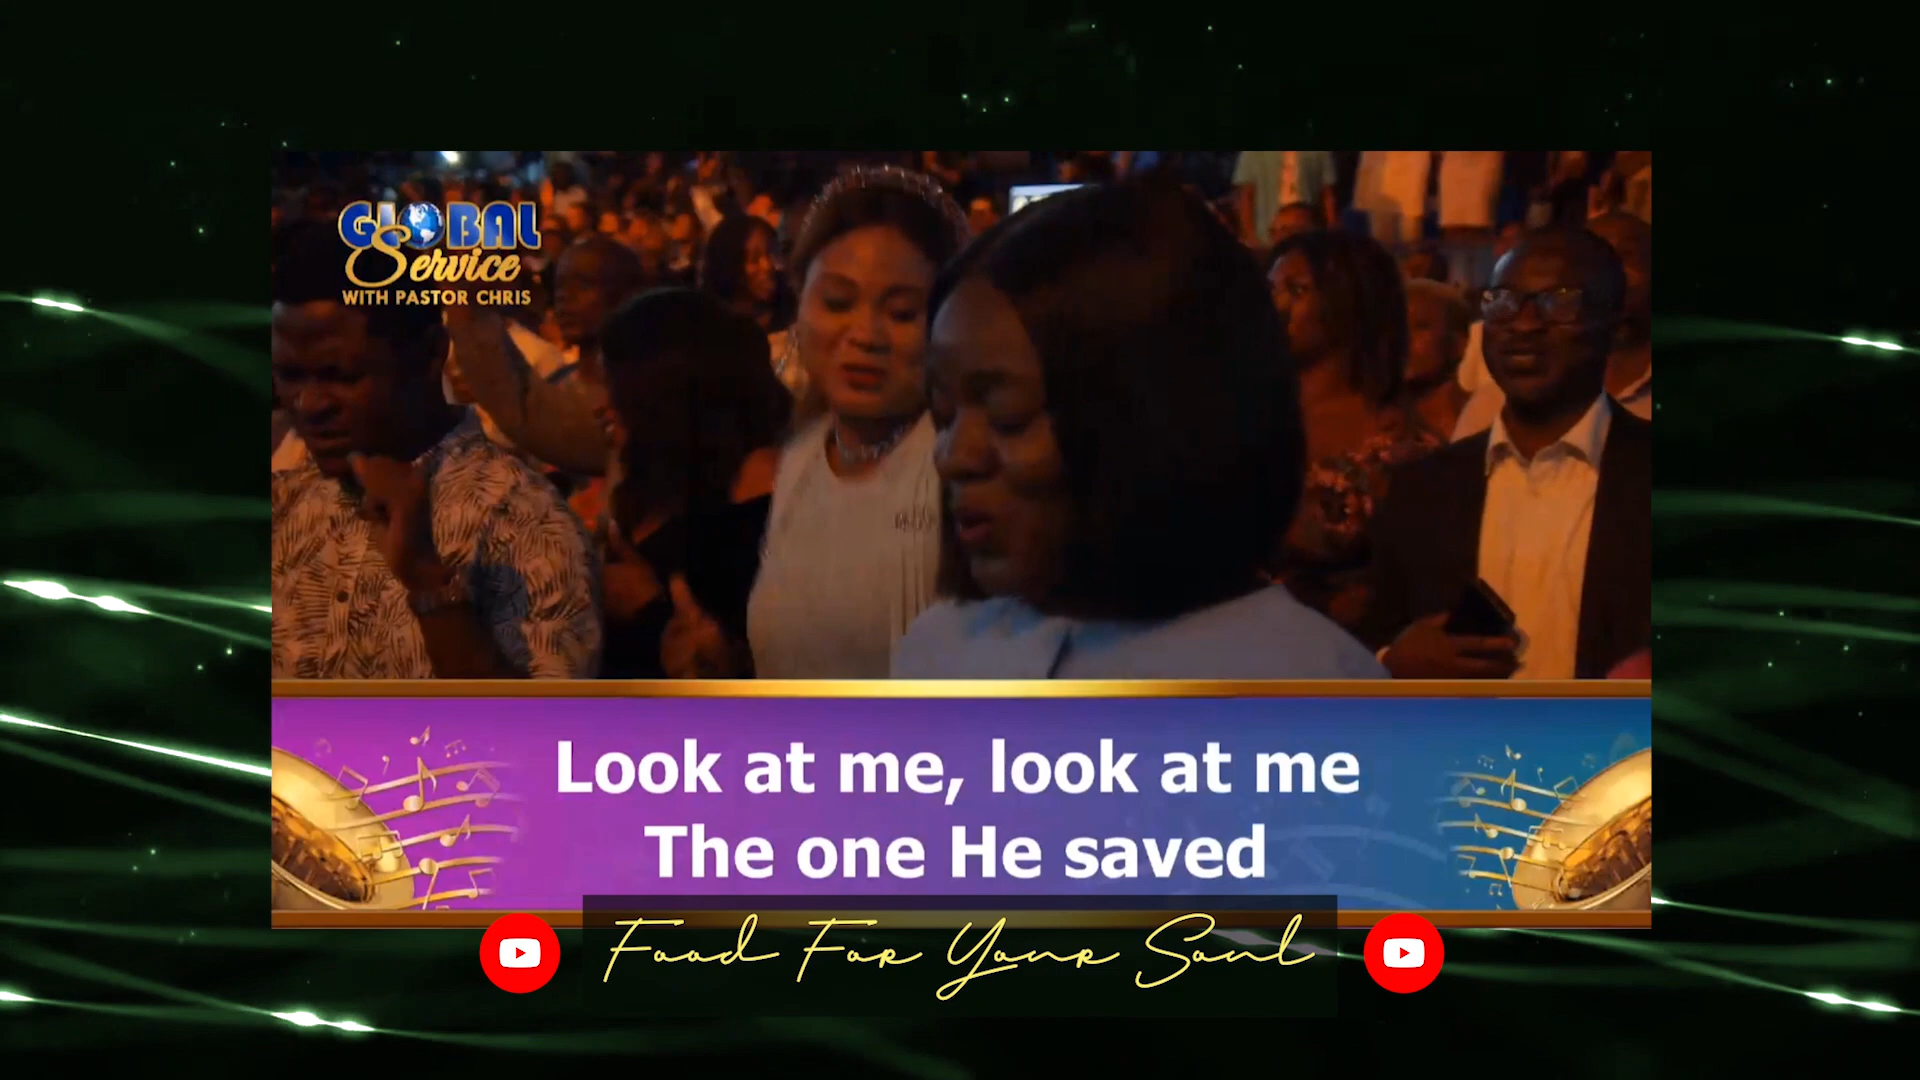 GLOBAL
Service
WITH PASTOR CHRIS
Look at me, look at me
The one He saved
Food For Your Soul